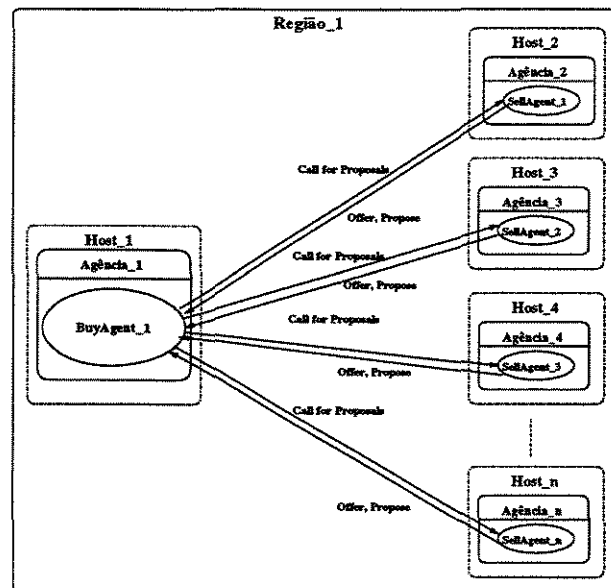 Região_1
Host_2
Agência_2
SellAgent_1
Call for Proposals
Offer, Propose
Host_3
Agência_3
SellAgent_2
Call for Proposals
Offer, Propose
Host_1
Agência_1
BuyAgent_1
Host_4
Agência_4
SellAgent_3
Call for Proposals
Offer, Propose
Call for Proposals
Offer, Propose
Host_n
Agência_n
SellAgent_n